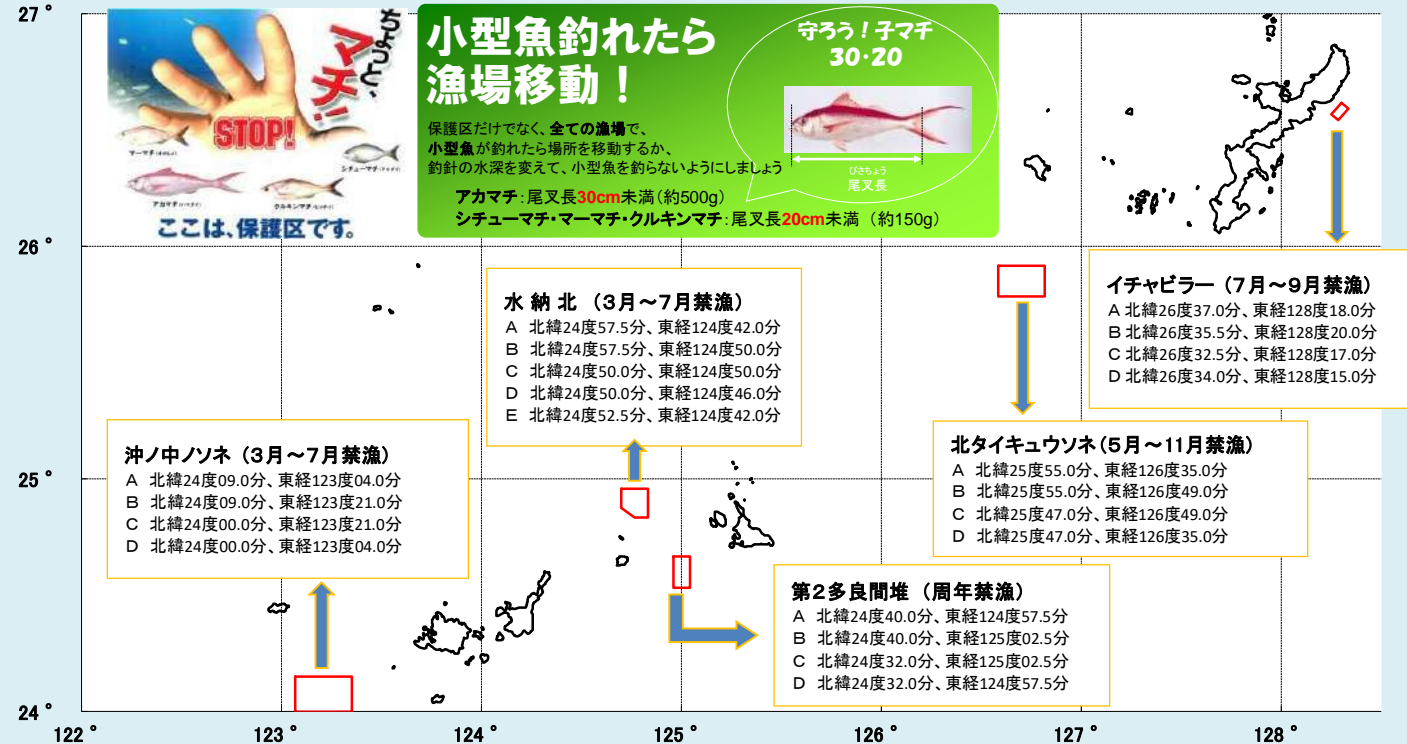 27°
26°
25°
24°
122°
123°
124°
125°
126°
127°
128°
ちょっと、
マチ!
STOP!
マーマチ
シチューマチ
アカマチ
クルキンマチ
ここは、保護区です。
小型魚釣れたら
漁場移動！
保護区だけでなく、全ての漁場で、
小型魚が釣れたら場所を移動するか、
釣針の水深を変えて、小型魚を釣らないようにしましょう
アカマチ：尾叉長30cm未満（約500g）
シチューマチ・マーマチ・クルキンマチ：尾叉長20cm未満 （約150g）
守ろう！子マチ
30・20
びさちょう
尾叉長
水 納 北 （3月～7月禁漁）
A 北緯24度57.5分、東経124度42.0分
B 北緯24度57.5分、東経124度50.0分
C 北緯24度50.0分、東経124度50.0分
D 北緯24度50.0分、東経124度46.0分
E 北緯24度52.5分、東経124度42.0分
イチャビラー （7月～9月禁漁）
A 北緯26度37.0分、東経128度18.0分
B 北緯26度35.5分、東経128度20.0分
C 北緯26度32.5分、東経128度17.0分
D 北緯26度34.0分、東経128度15.0分
沖ノ中ノソネ （3月～7月禁漁）
A 北緯24度09.0分、東経123度04.0分
B 北緯24度09.0分、東経123度21.0分
C 北緯24度00.0分、東経123度21.0分
D 北緯24度00.0分、東経123度04.0分
北タイキュウソネ（5月～11月禁漁）
A 北緯25度55.0分、東経126度35.0分
B 北緯25度55.0分、東経126度49.0分
C 北緯25度47.0分、東経126度49.0分
D 北緯25度47.0分、東経126度35.0分
第2多良間堆 （周年禁漁）
A 北緯24度40.0分、東経124度57.5分
B 北緯24度40.0分、東経125度02.5分
C 北緯24度32.0分、東経125度02.5分
D 北緯24度32.0分、東経124度57.5分